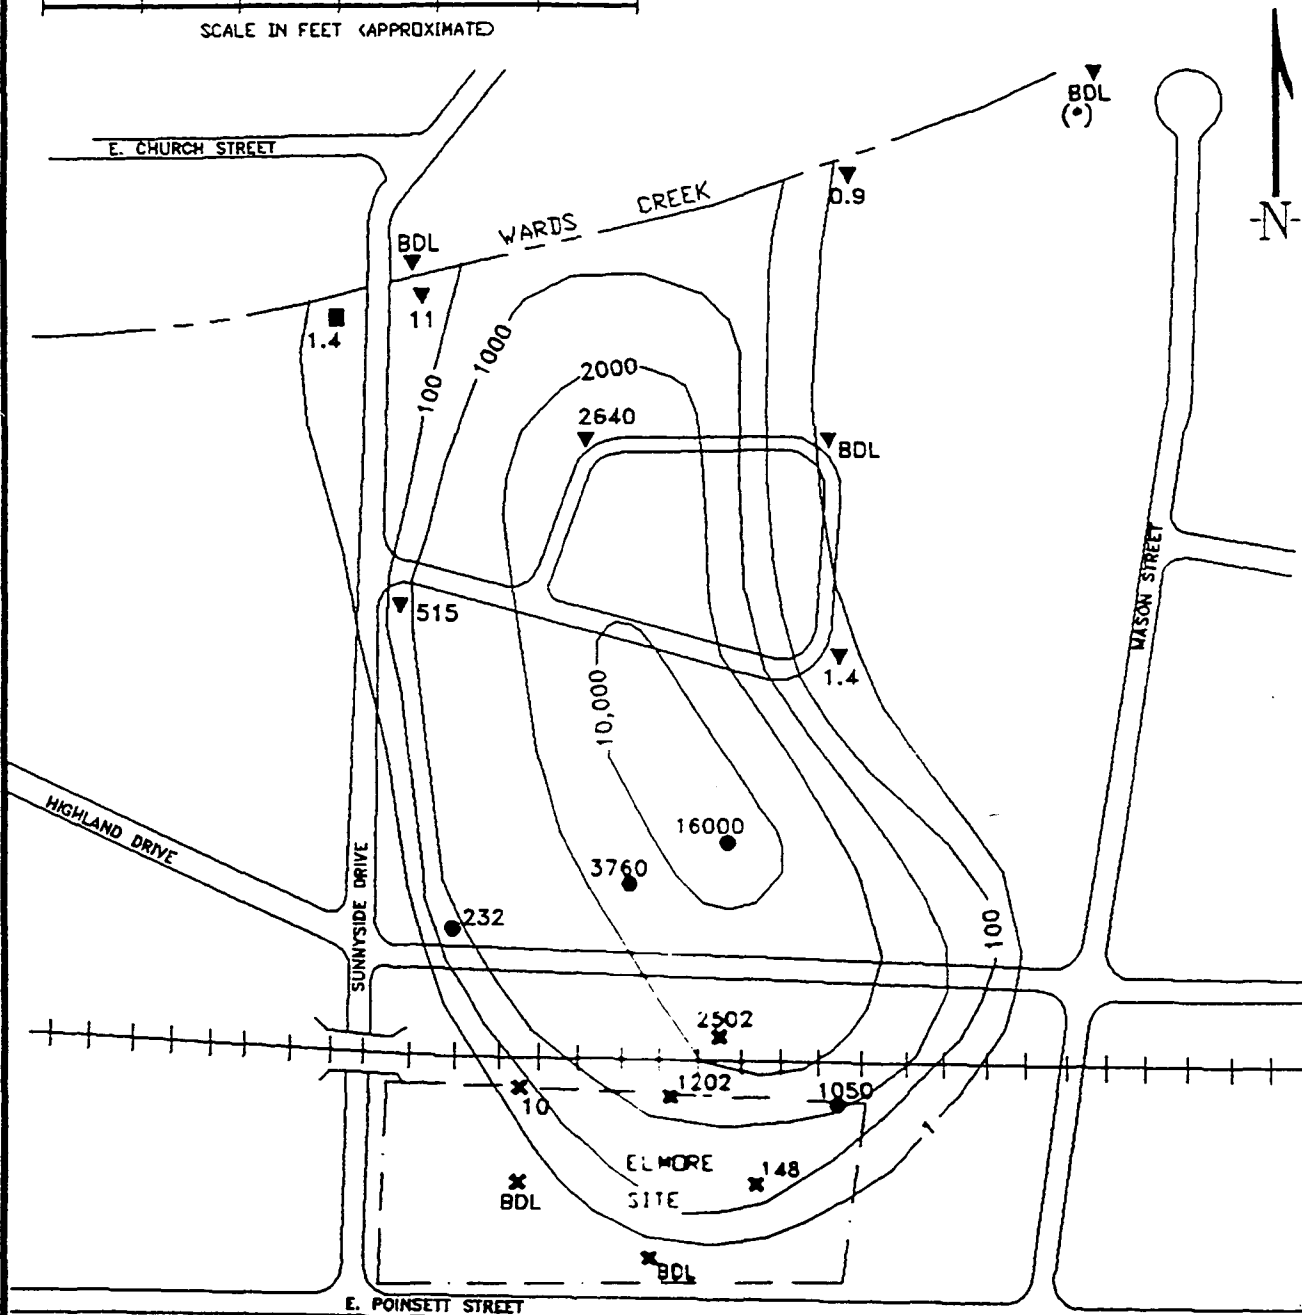 SCALE IN FEET (APPROXIMATE)
BDL
(•)
E. CHURCH STREET
WARDS CREEK
0.9
-N-
BDL
11
1.4
1000
100
2000
2640
BDL
515
MASON STREET
1.4
10,000
16000
HIGHLAND DRIVE
3760
SUNNYSIDE DRIVE
232
100
2502
1202
1050
10
1
ELMORE
SITE
148
BDL
BDL
E. POINSETT STREET